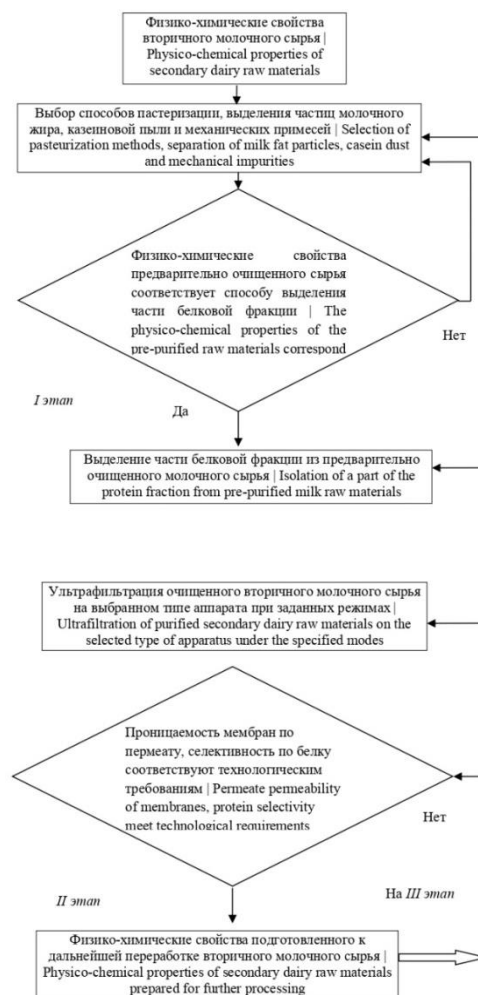 Физико-химические свойства
вторичного молочного сырья |
Physico-chemical properties of
secondary dairy raw materials
Выбор способов пастеризации, выделения частиц молочного
жира, казеиновой пыли и механических примесей | Selection of
pasteurization methods, separation of milk fat particles, casein dust
and mechanical impurities
Физико-химические свойства
предварительно очищенного сырья
соответствует способу выделения
части белковой фракции | The
physico-chemical properties of the
pre-purified raw materials correspond
Нет
I этап
Да
Выделение части белковой фракции из предварительно
очищенного молочного сырья | Isolation of a part of the
protein fraction from pre-purified milk raw materials
Ультрафильтрация очищенного вторичного молочного сырья
на выбранном типе аппарата при заданных режимах |
Ultrafiltration of purified secondary dairy raw materials on the
selected type of apparatus under the specified modes
Проницаемость мембран по
пермеату, селективность по белку
соответствуют технологическим
требованиям | Permeate permeability
of membranes, protein selectivity
meet technological requirements
Нет
II этап
На III этап
Физико-химические свойства подготовленного к
дальнейшей переработке вторичного молочного сырья |
Physico-chemical properties of secondary dairy raw materials
prepared for further processing